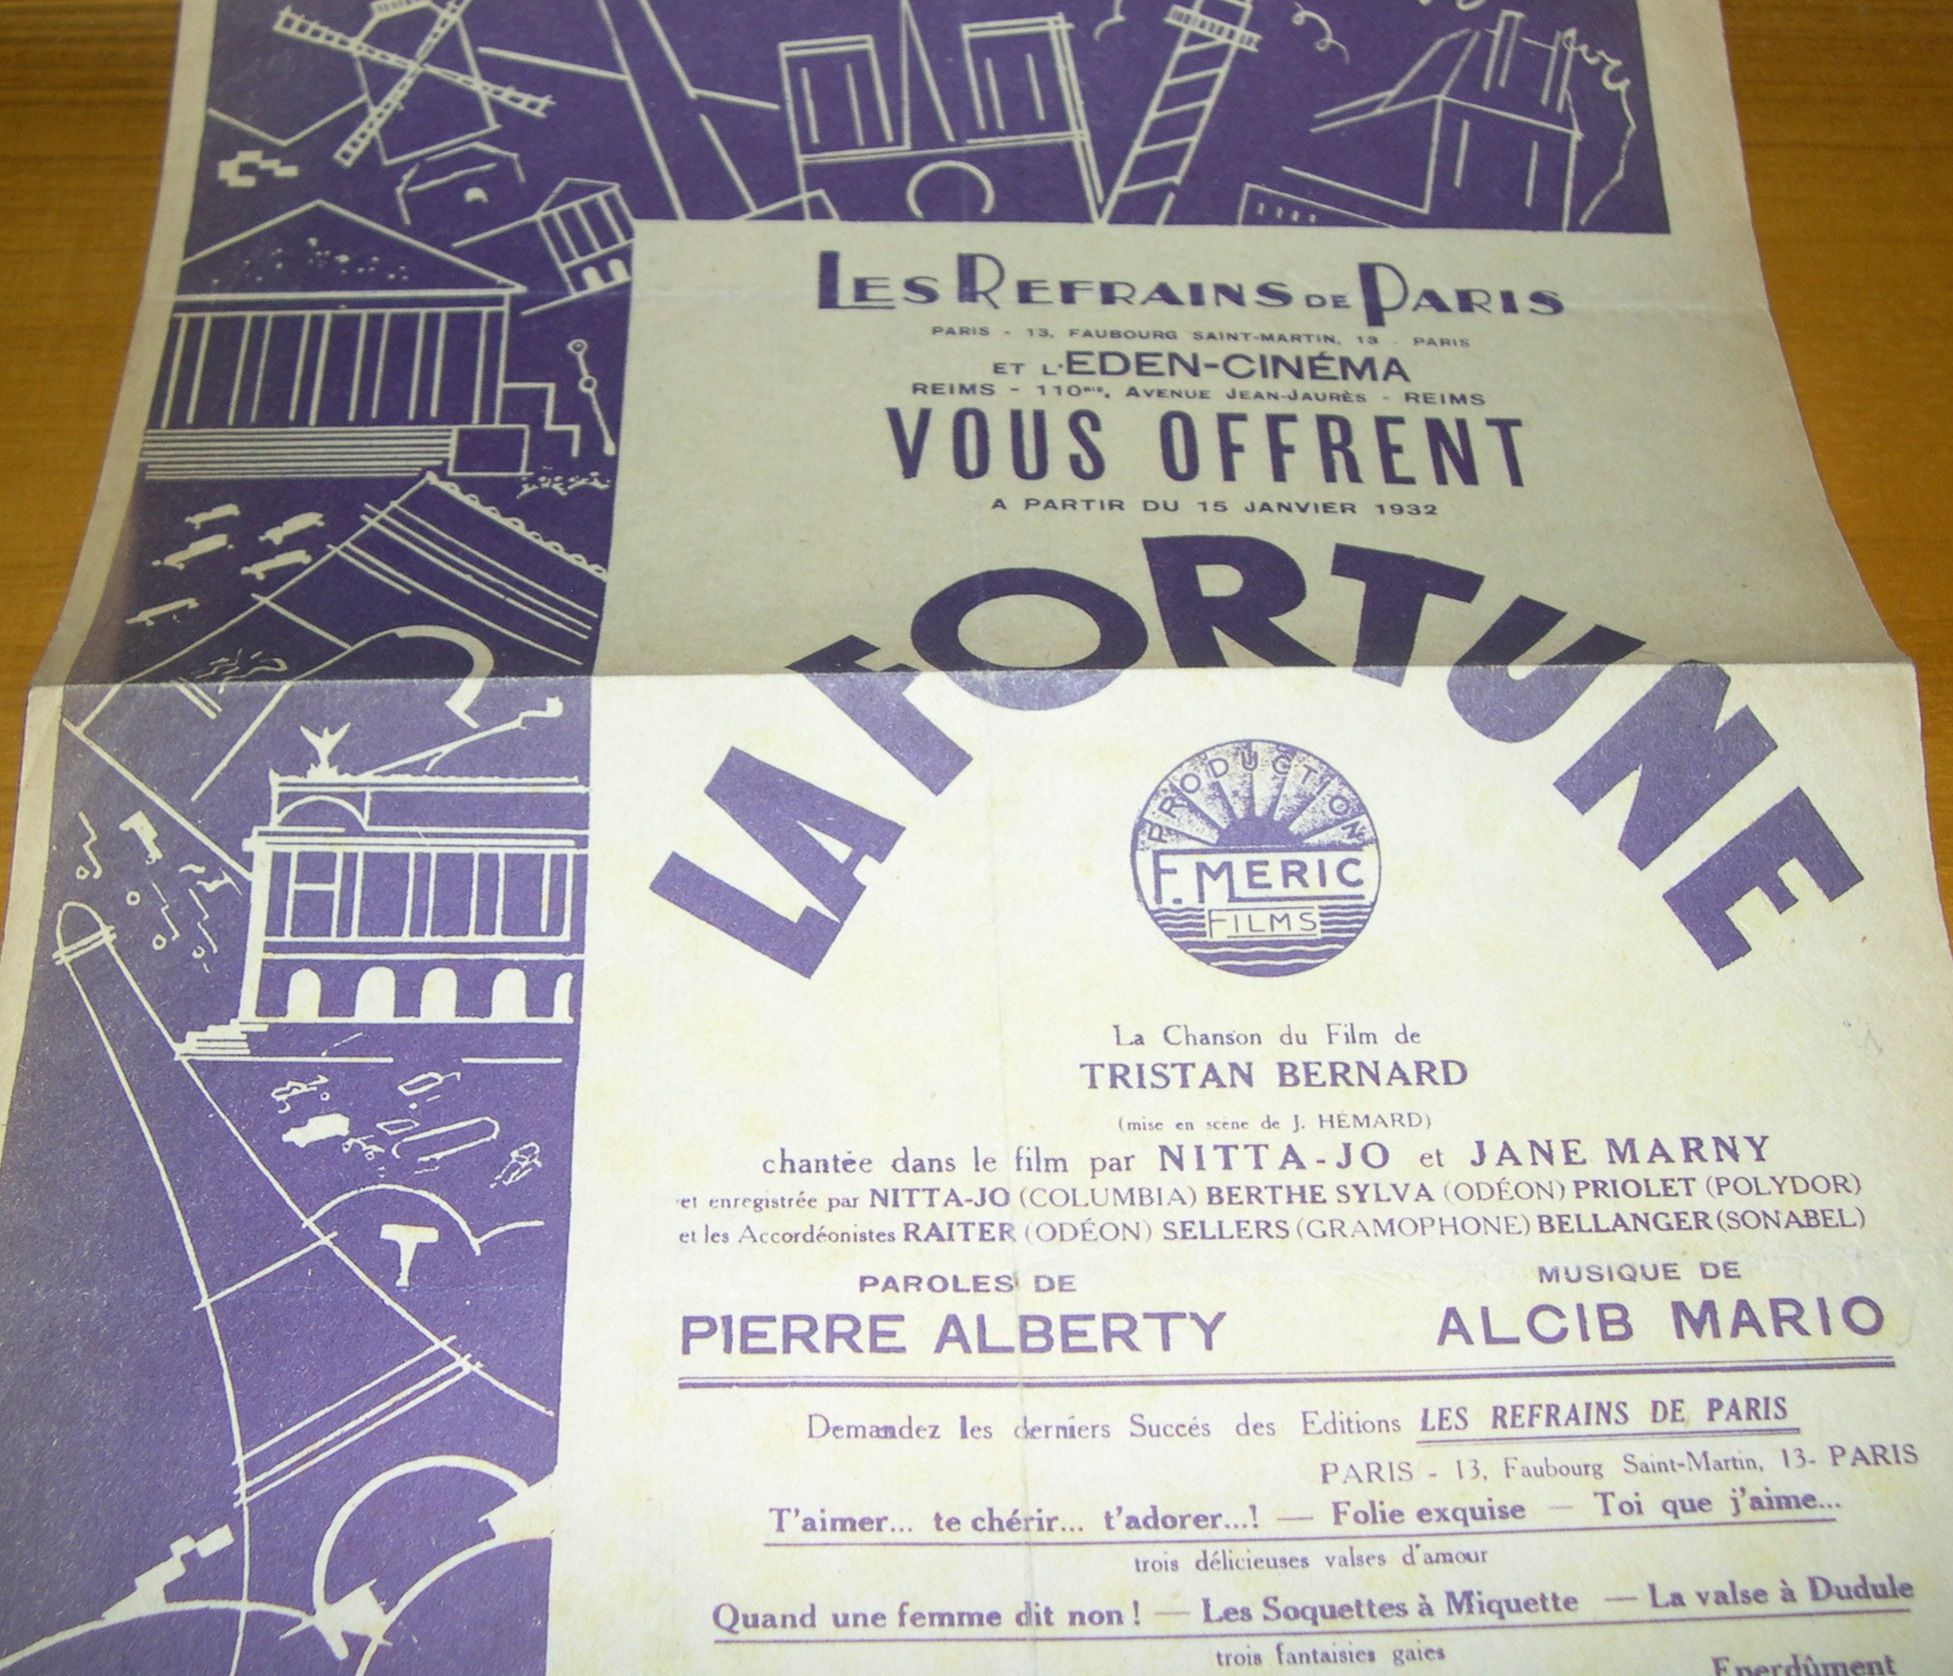 LES REFRAINS DE PARIS
PARIS - 13, FAUBOURG SAINT-MARTIN, 13 - PARIS
ET L'EDEN-CINÉMA
REIMS - 110bis, AVENUE JEAN-JAURÈS - REIMS
VOUS OFFRENT
A PARTIR DU 15 JANVIER 1932
LA FORTUNE
PRODUCTION
F. MERIC
FILMS
La Chanson du Film de
TRISTAN BERNARD
(mise en scène de J. HÉMARD)
chantée dans le film par NITTA-JO et JANE MARNY
et enregistrée par NITTA-JO (COLUMBIA) BERTHE SYLVA (ODÉON) PRIOLET (POLYDOR)
et les Accordéonistes RAITER (ODÉON) SELLERS (GRAMOPHONE) BELLANGER (SONABEL)
PAROLES DE
PIERRE ALBERTY
MUSIQUE DE
ALCIB MARIO
Demandez les derniers Succés des Editions LES REFRAINS DE PARIS
PARIS - 13, Faubourg Saint-Martin, 13- PARIS
T'aimer... te chérir... t'adorer...! — Folie exquise — Toi que j'aime...
trois délicieuses valses d'amour
Quand une femme dit non ! — Les Soquettes à Miquette — La valse à Dudule
trois fantaisies gaies
Eperdûment